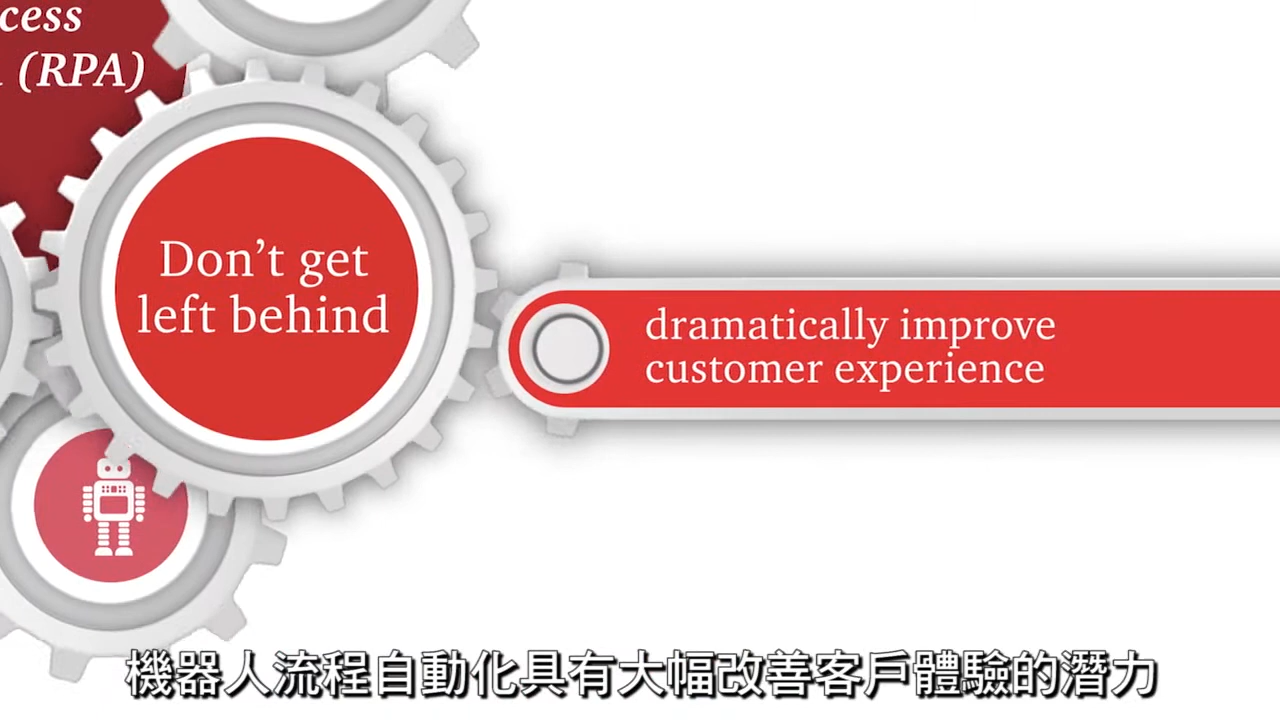 cess
(RPA)
Don't get
left behind
dramatically improve
customer experience
機器人流程自動化具有大幅改善客戶體驗的潛力